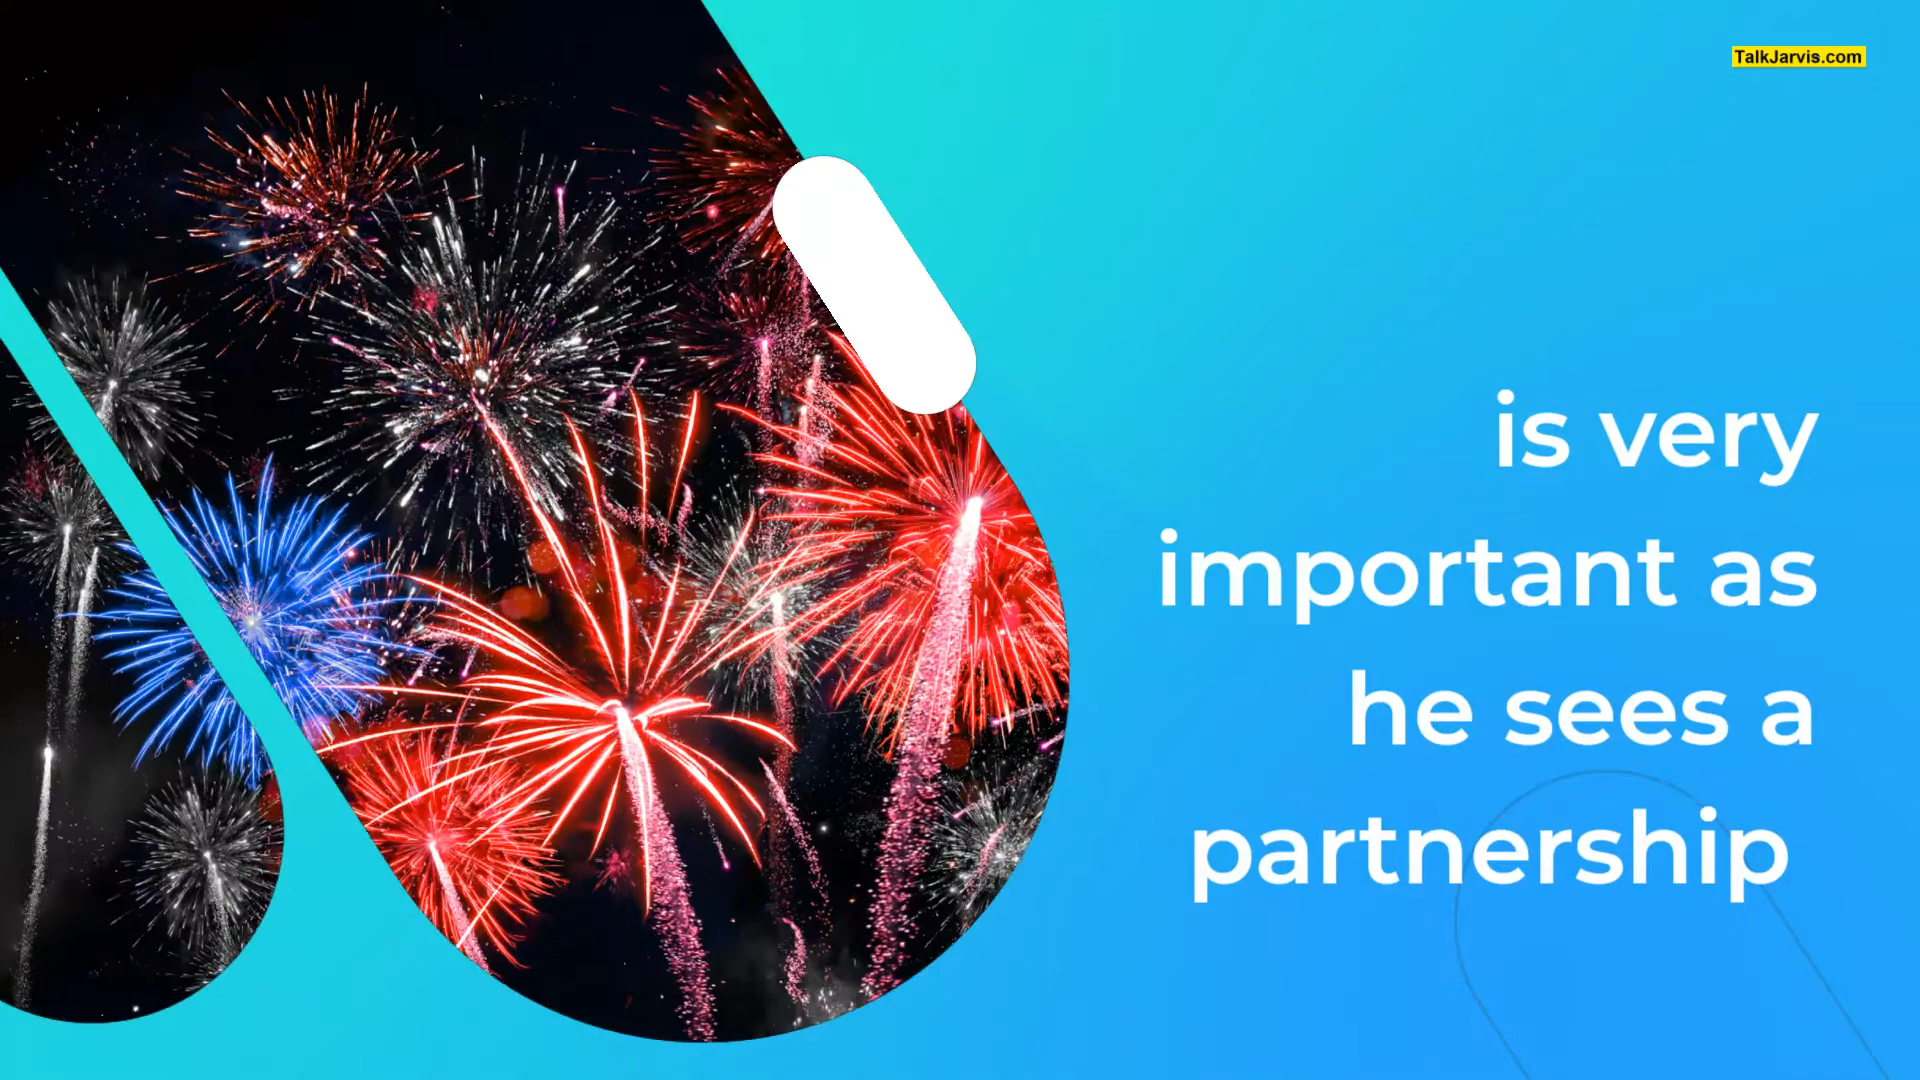 TalkJarvis.com
is very
important as
he sees a
partnership